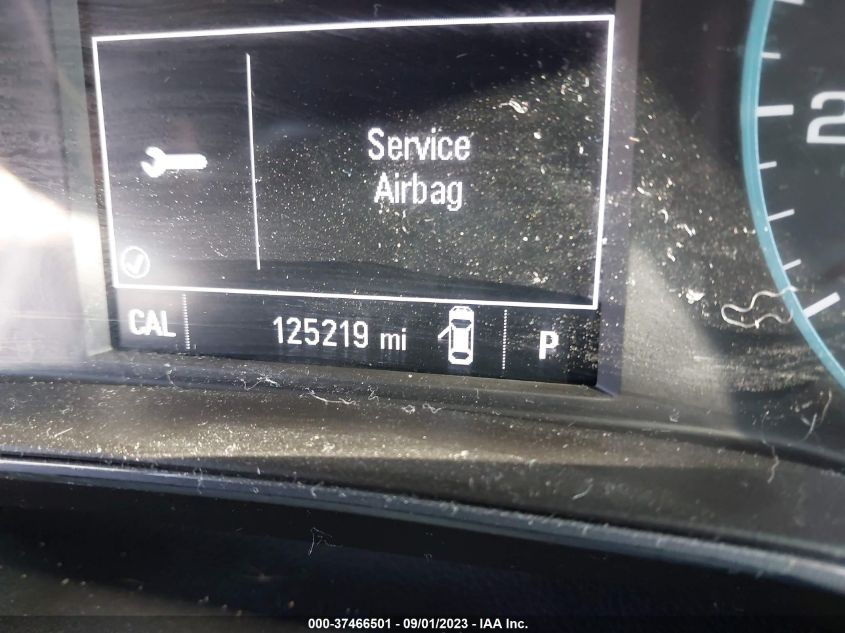 Service
Airbag
2
CAL 125219 mi P
000-37466501 - 09/01/2023 - IAA Inc.